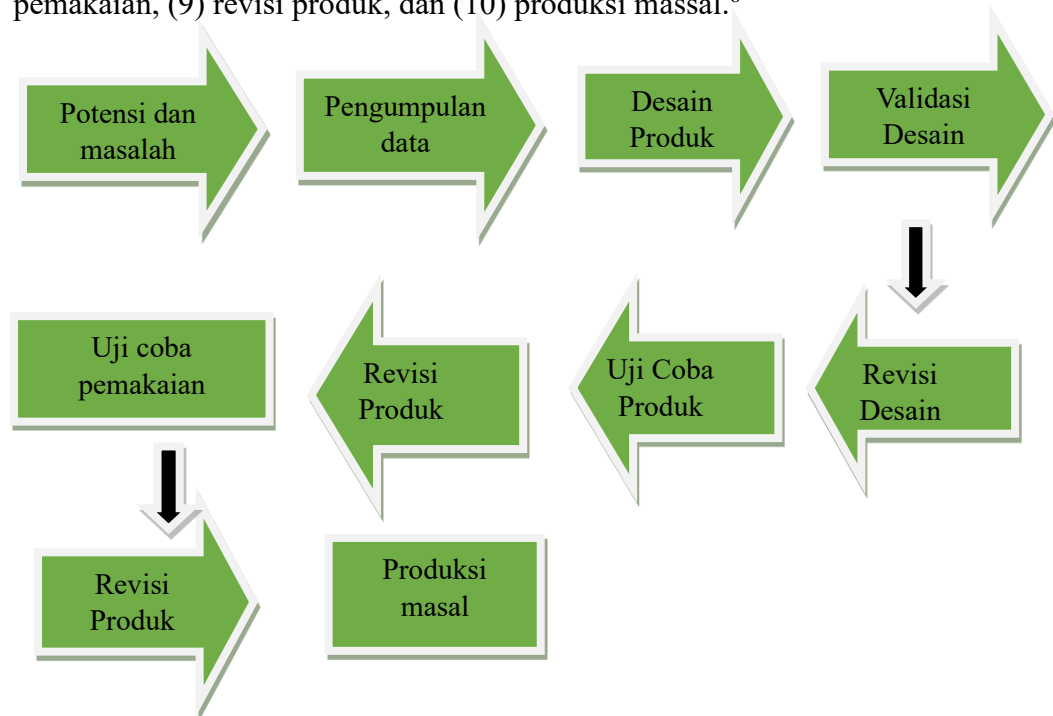 pemakaian, (9) revisi produk, dan (10) produksi massal.
Potensi dan
masalah
Pengumpulan
data
Desain
Produk
Validasi
Desain
Revisi
Desain
Uji Coba
Produk
Revisi
Produk
Uji coba
pemakaian
Revisi
Produk
Produksi
masal